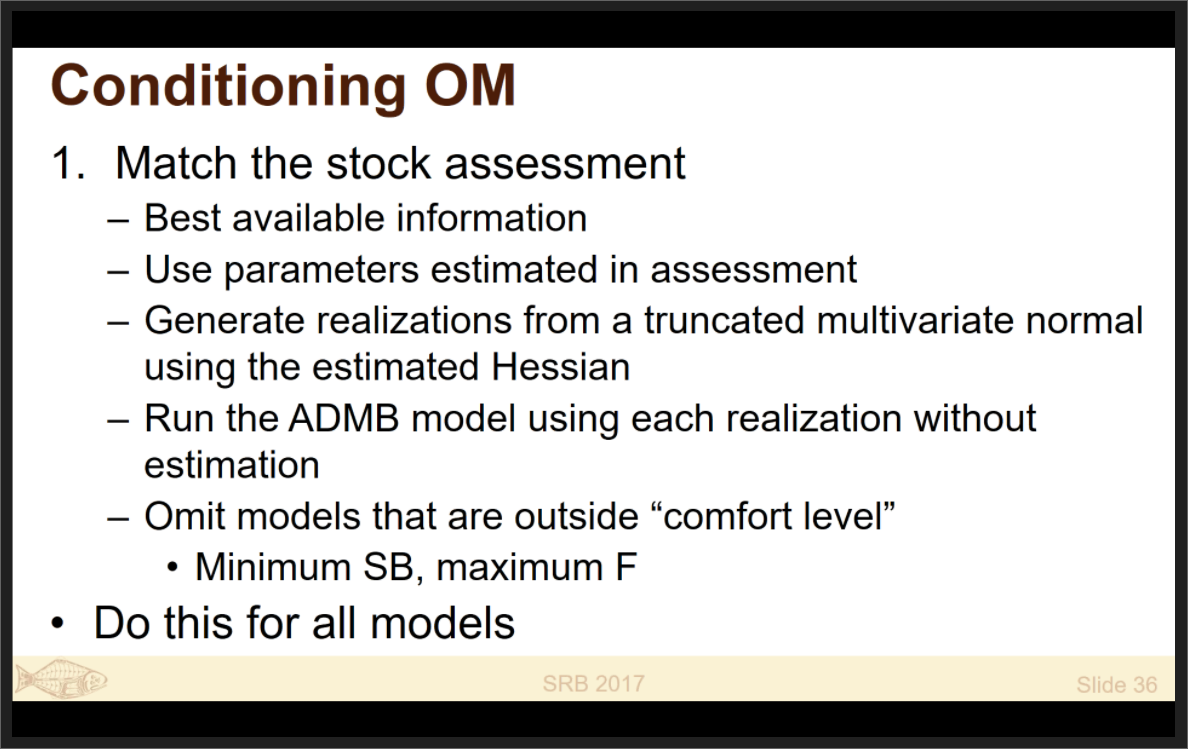 Conditioning OM
1. Match the stock assessment
– Best available information
– Use parameters estimated in assessment
– Generate realizations from a truncated multivariate normal
using the estimated Hessian
– Run the ADMB model using each realization without
estimation
– Omit models that are outside “comfort level”
• Minimum SB, maximum F
• Do this for all models
SRB 2017
Slide 36